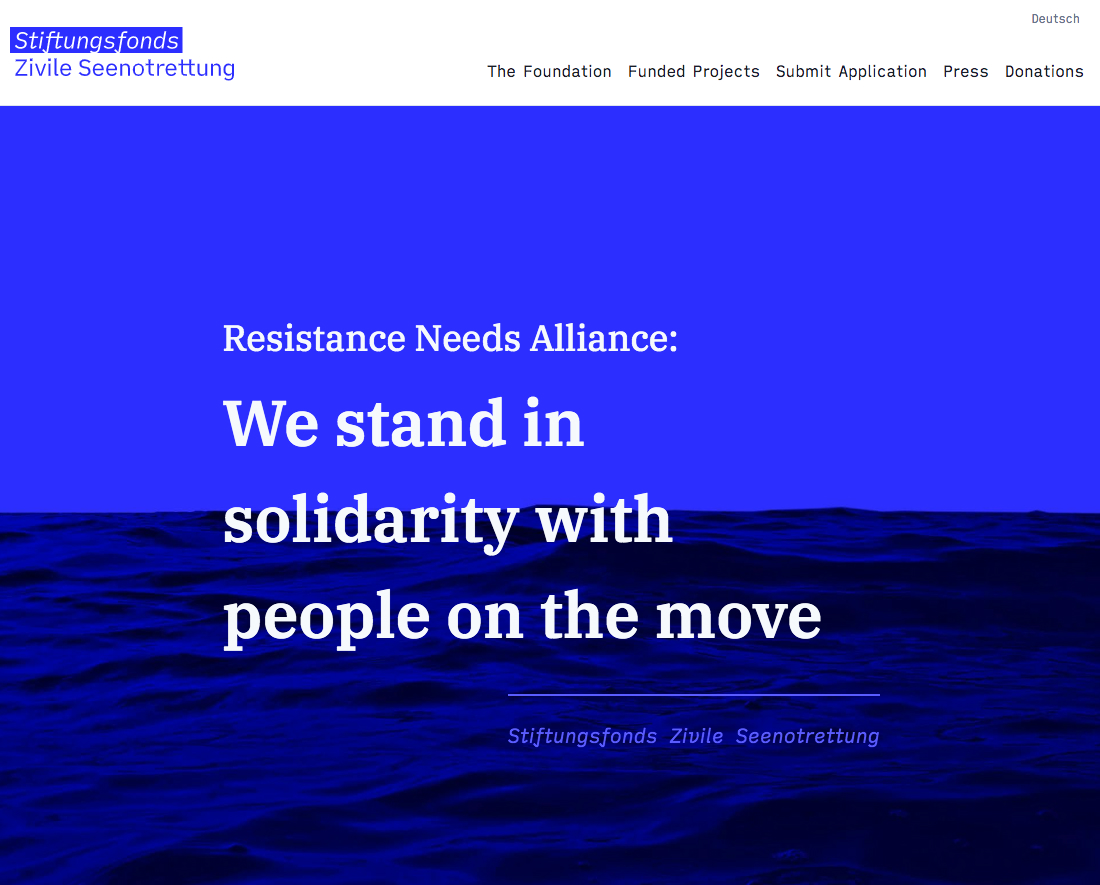 Deutsch
Stiftungsfonds
Zivile Seenotrettung
The Foundation Funded Projects Submit Application Press Donations
Resistance Needs Alliance:
We stand in
solidarity with
people on the move
Stiftungsfonds Zivile Seenotrettung